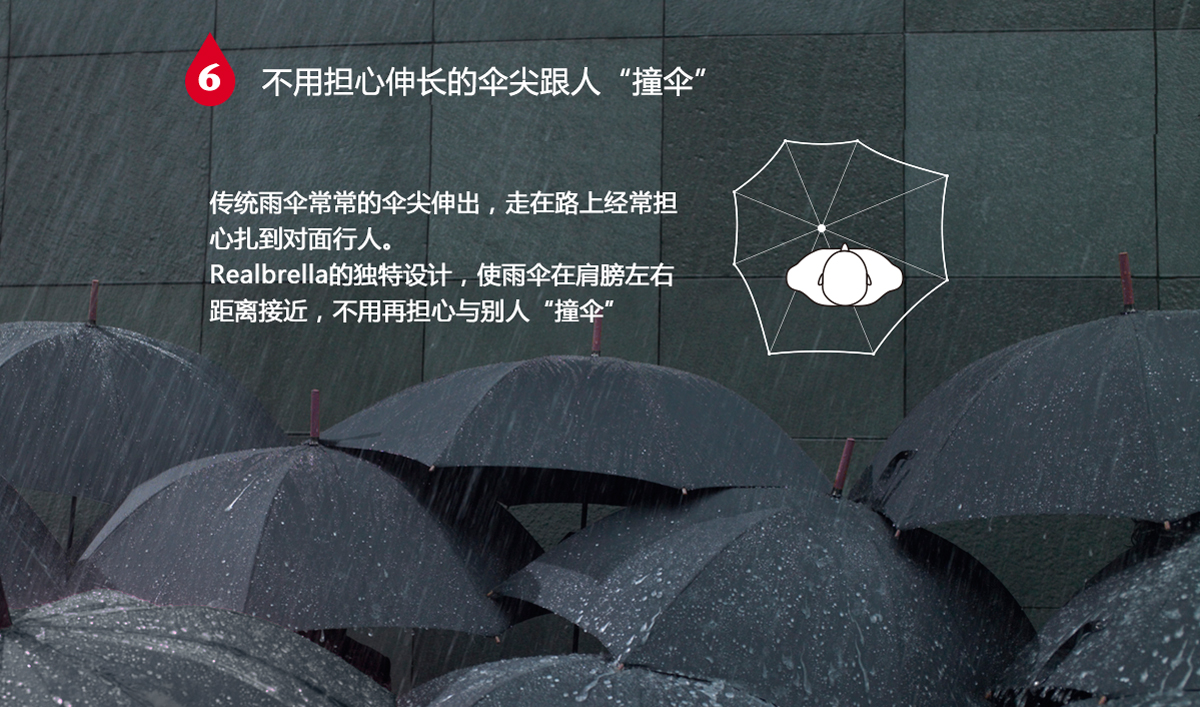 6
不用担心伸长的伞尖跟人“撞伞”
传统雨伞常常的伞尖伸出，走在路上经常担
心扎到对面行人。
Realbrella的独特设计，使雨伞在肩膀左右
距离接近，不用再担心与别人“撞伞”